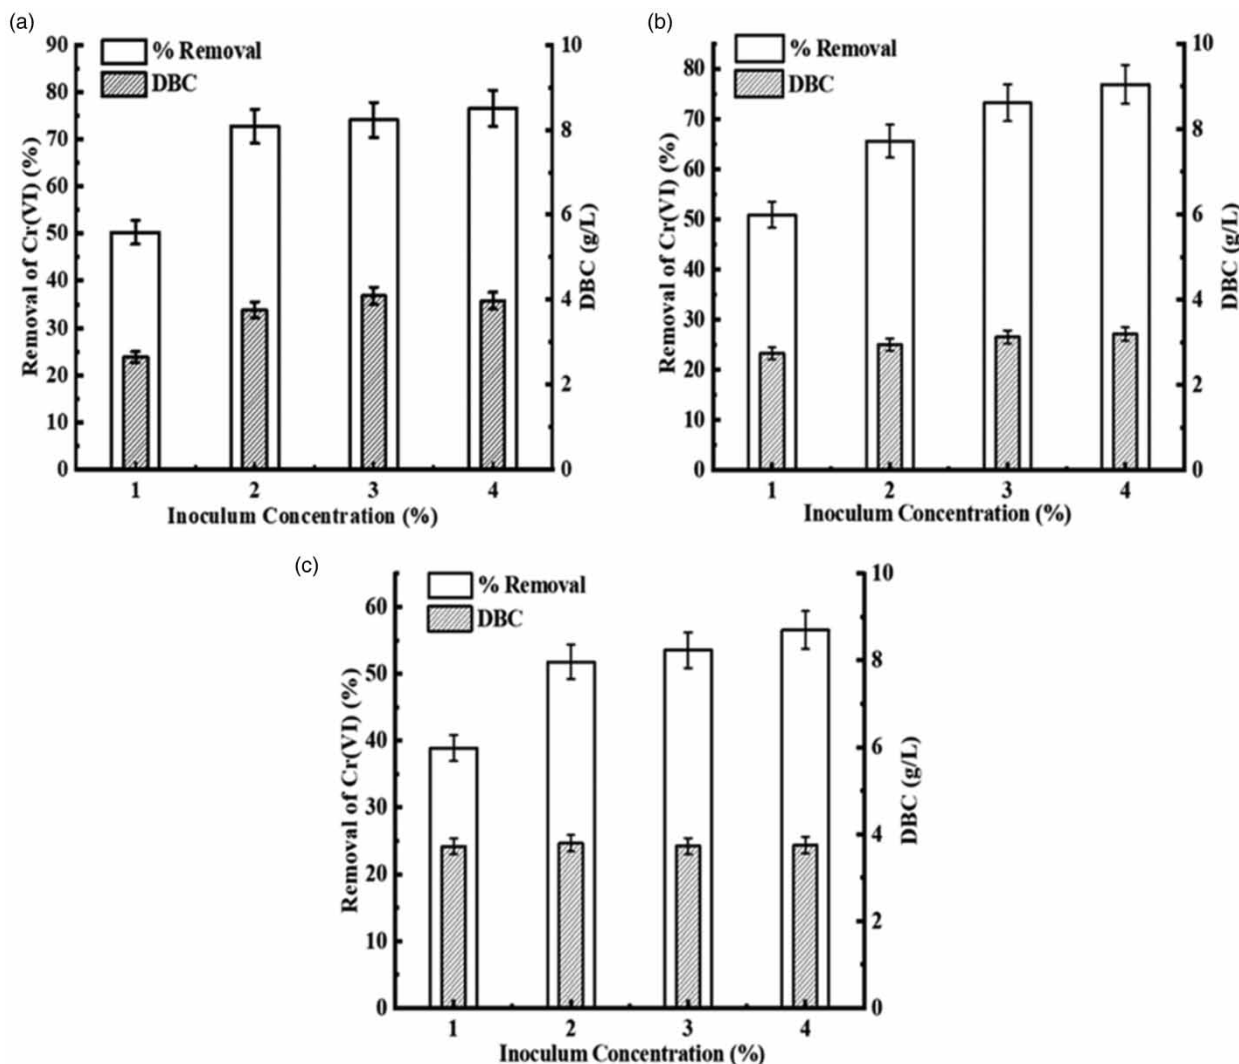 (a)
% Removal
DBC
Removal of Cr(VI) (%)
90
80
70
60
50
40
30
20
10
0
10
8
6
4
2
0
DBC (g/L)
1 2 3 4
Inoculum Concentration (%)
(b)
% Removal
DBC
Removal of Cr(VI) (%)
80
70
60
50
40
30
20
10
0
10
8
6
4
2
0
DBC (g/L)
1 2 3 4
Inoculum Concentration (%)
(c)
% Removal
DBC
Removal of Cr(VI) (%)
60
50
40
30
20
10
0
10
8
6
4
2
0
DBC (g/L)
1 2 3 4
Inoculum Concentration (%)